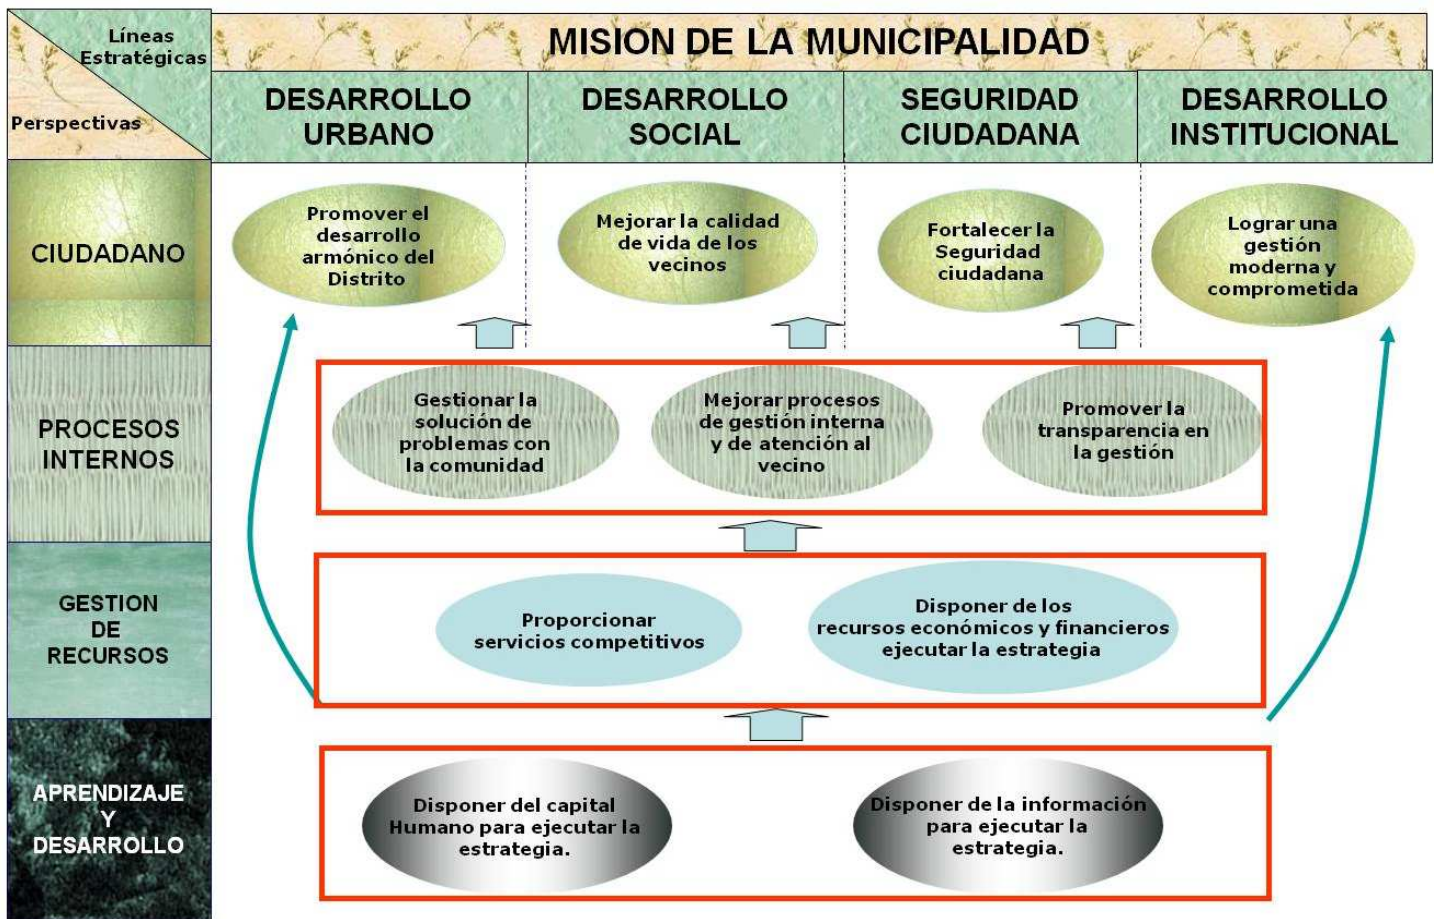 Líneas
Estratégicas
Perspectivas
MISION DE LA MUNICIPALIDAD
DESARROLLO
URBANO
DESARROLLO
SOCIAL
SEGURIDAD
CIUDADANA
DESARROLLO
INSTITUCIONAL
CIUDADANO
Promover el
desarrollo
armónico del
Distrito
Mejorar la calidad
de vida de los
vecinos
Fortalecer la
Seguridad
ciudadana
Lograr una
gestión
moderna y
comprometida
PROCESOS
INTERNOS
Gestionar la
solución de
problemas con
la comunidad
Mejorar procesos
de gestión interna
y de atención al
vecino
Promover la
transparencia en
la gestión
GESTION
DE
RECURSOS
Proporcionar
servicios competitivos
Disponer de los
recursos económicos y financieros
ejecutar la estrategia
APRENDIZAJE
Y
DESARROLLO
Disponer del capital
Humano para ejecutar la
estrategia.
Disponer de la información
para ejecutar la
estrategia.